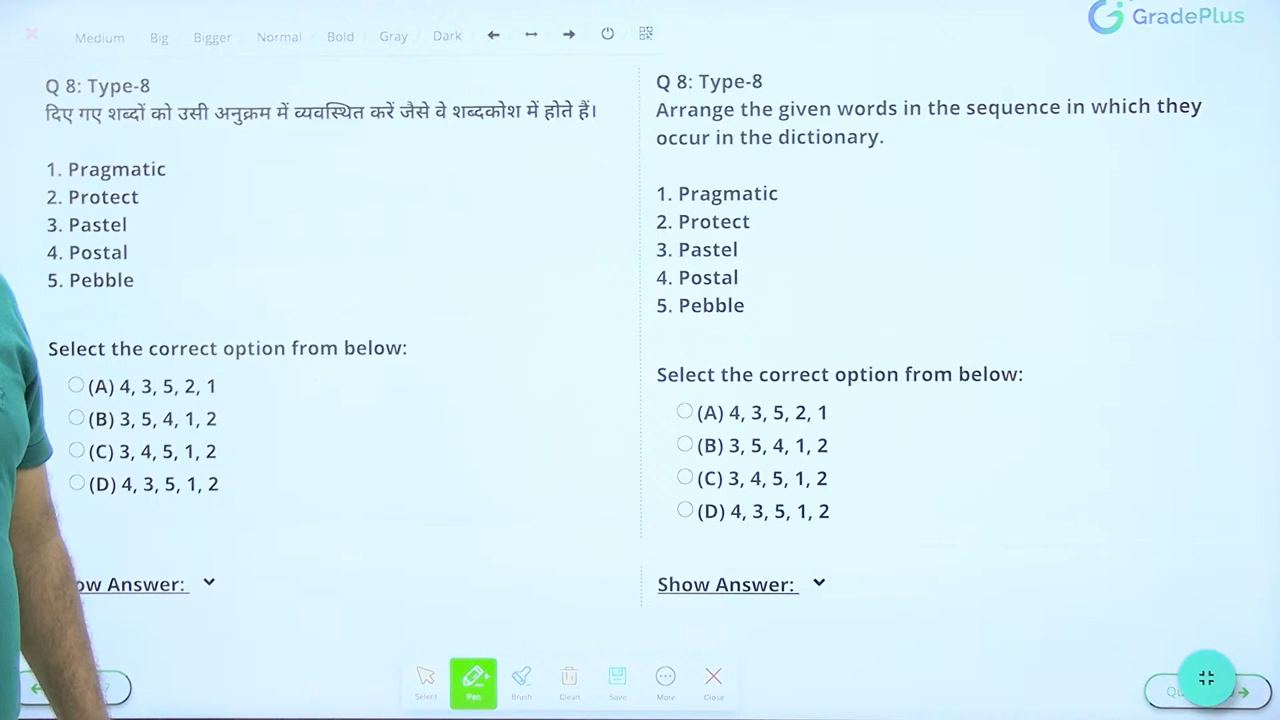 GradePlus
Medium Big Bigger Normal Bold Gray Dark
Q 8: Type-8
दिए गए शब्दों को उसी अनुक्रम में व्यवस्थित करें जैसे वे शब्दकोश में होते हैं।
1. Pragmatic
2. Protect
3. Pastel
4. Postal
5. Pebble
Select the correct option from below:
(A) 4, 3, 5, 2, 1
(B) 3, 5, 4, 1, 2
(C) 3, 4, 5, 1, 2
(D) 4, 3, 5, 1, 2
ow Answer:
Q 8: Type-8
Arrange the given words in the sequence in which they
occur in the dictionary.
1. Pragmatic
2. Protect
3. Pastel
4. Postal
5. Pebble
Select the correct option from below:
(A) 4, 3, 5, 2, 1
(B) 3, 5, 4, 1, 2
(C) 3, 4, 5, 1, 2
(D) 4, 3, 5, 1, 2
Show Answer:
Select Pen Brush Clean Save More Close